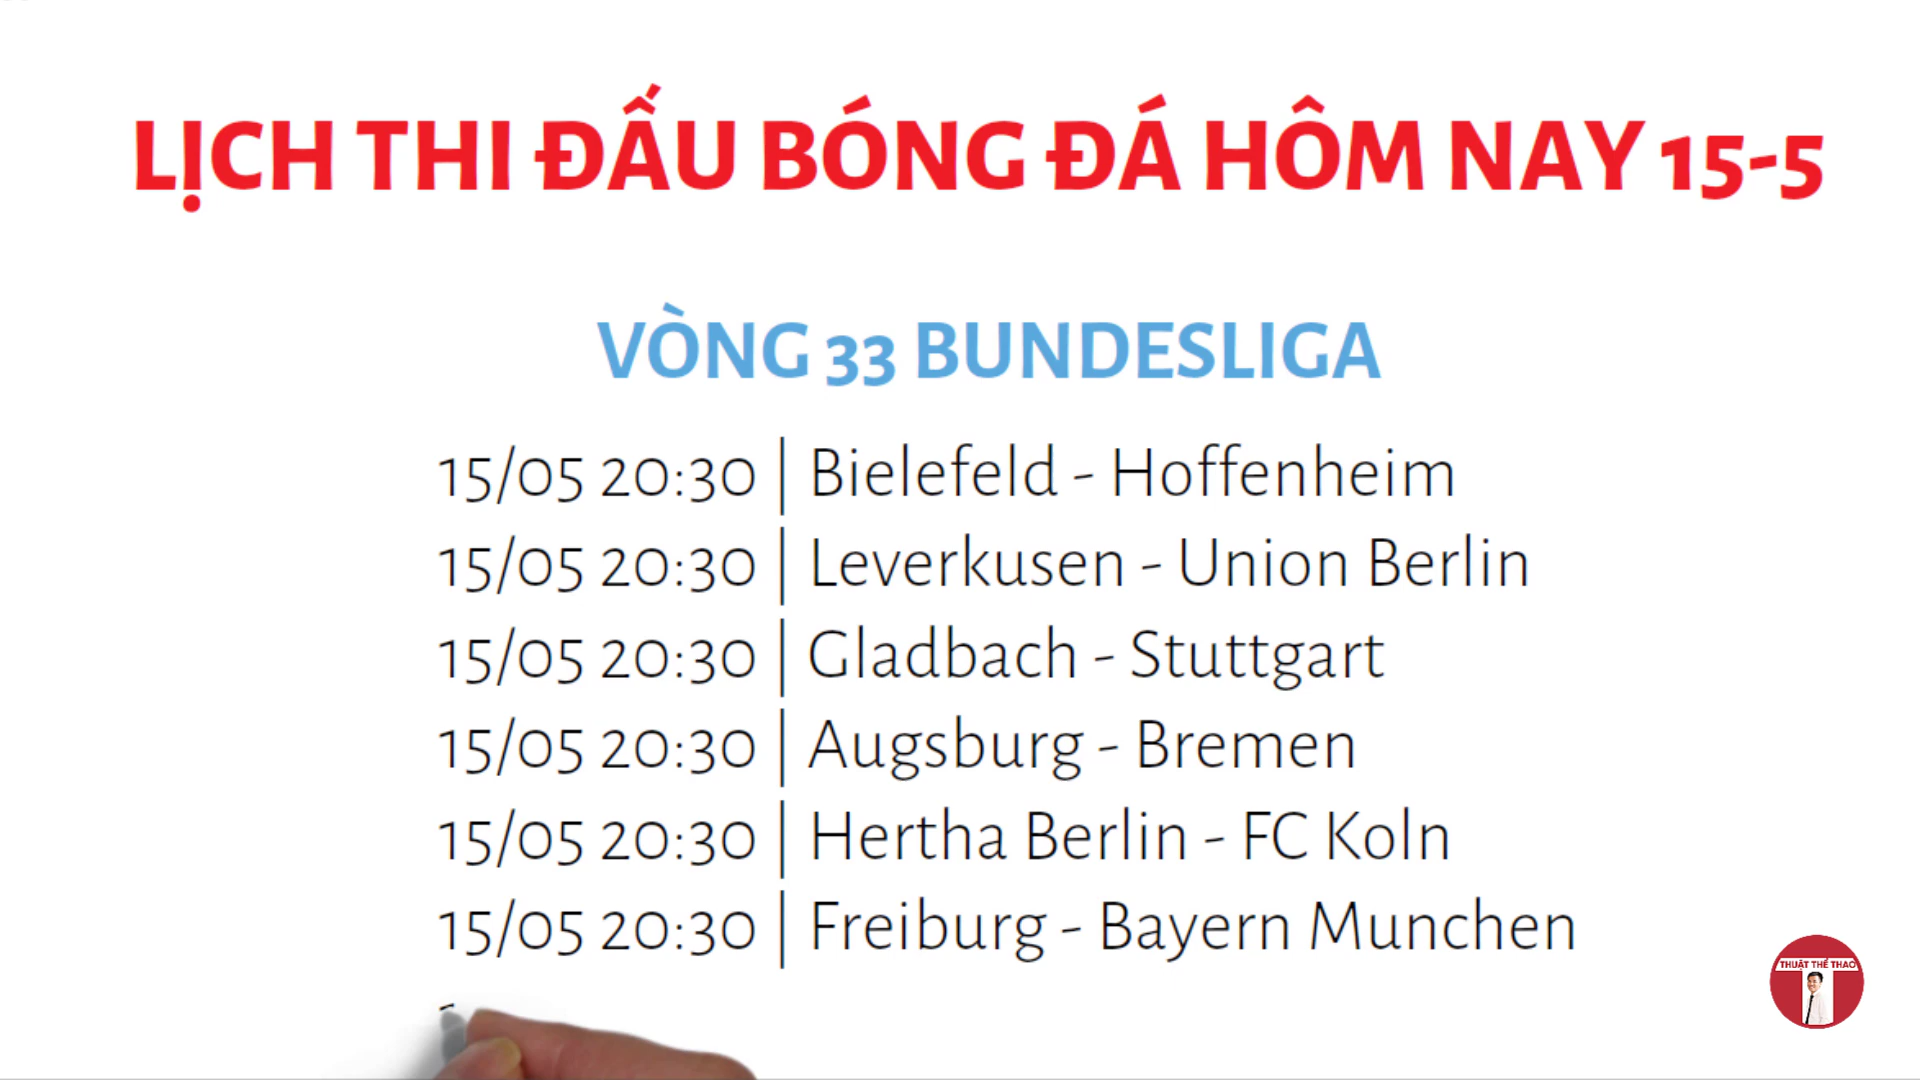 LỊCH THI ĐẤU BÓNG ĐÁ HÔM NAY 15-5
VÒNG 33 BUNDESLIGA
15/05 20:30 | Bielefeld - Hoffenheim
15/05 20:30 | Leverkusen - Union Berlin
15/05 20:30 | Gladbach - Stuttgart
15/05 20:30 | Augsburg - Bremen
15/05 20:30 | Hertha Berlin - FC Koln
15/05 20:30 | Freiburg - Bayern Munchen
THUẬT THỂ THAO